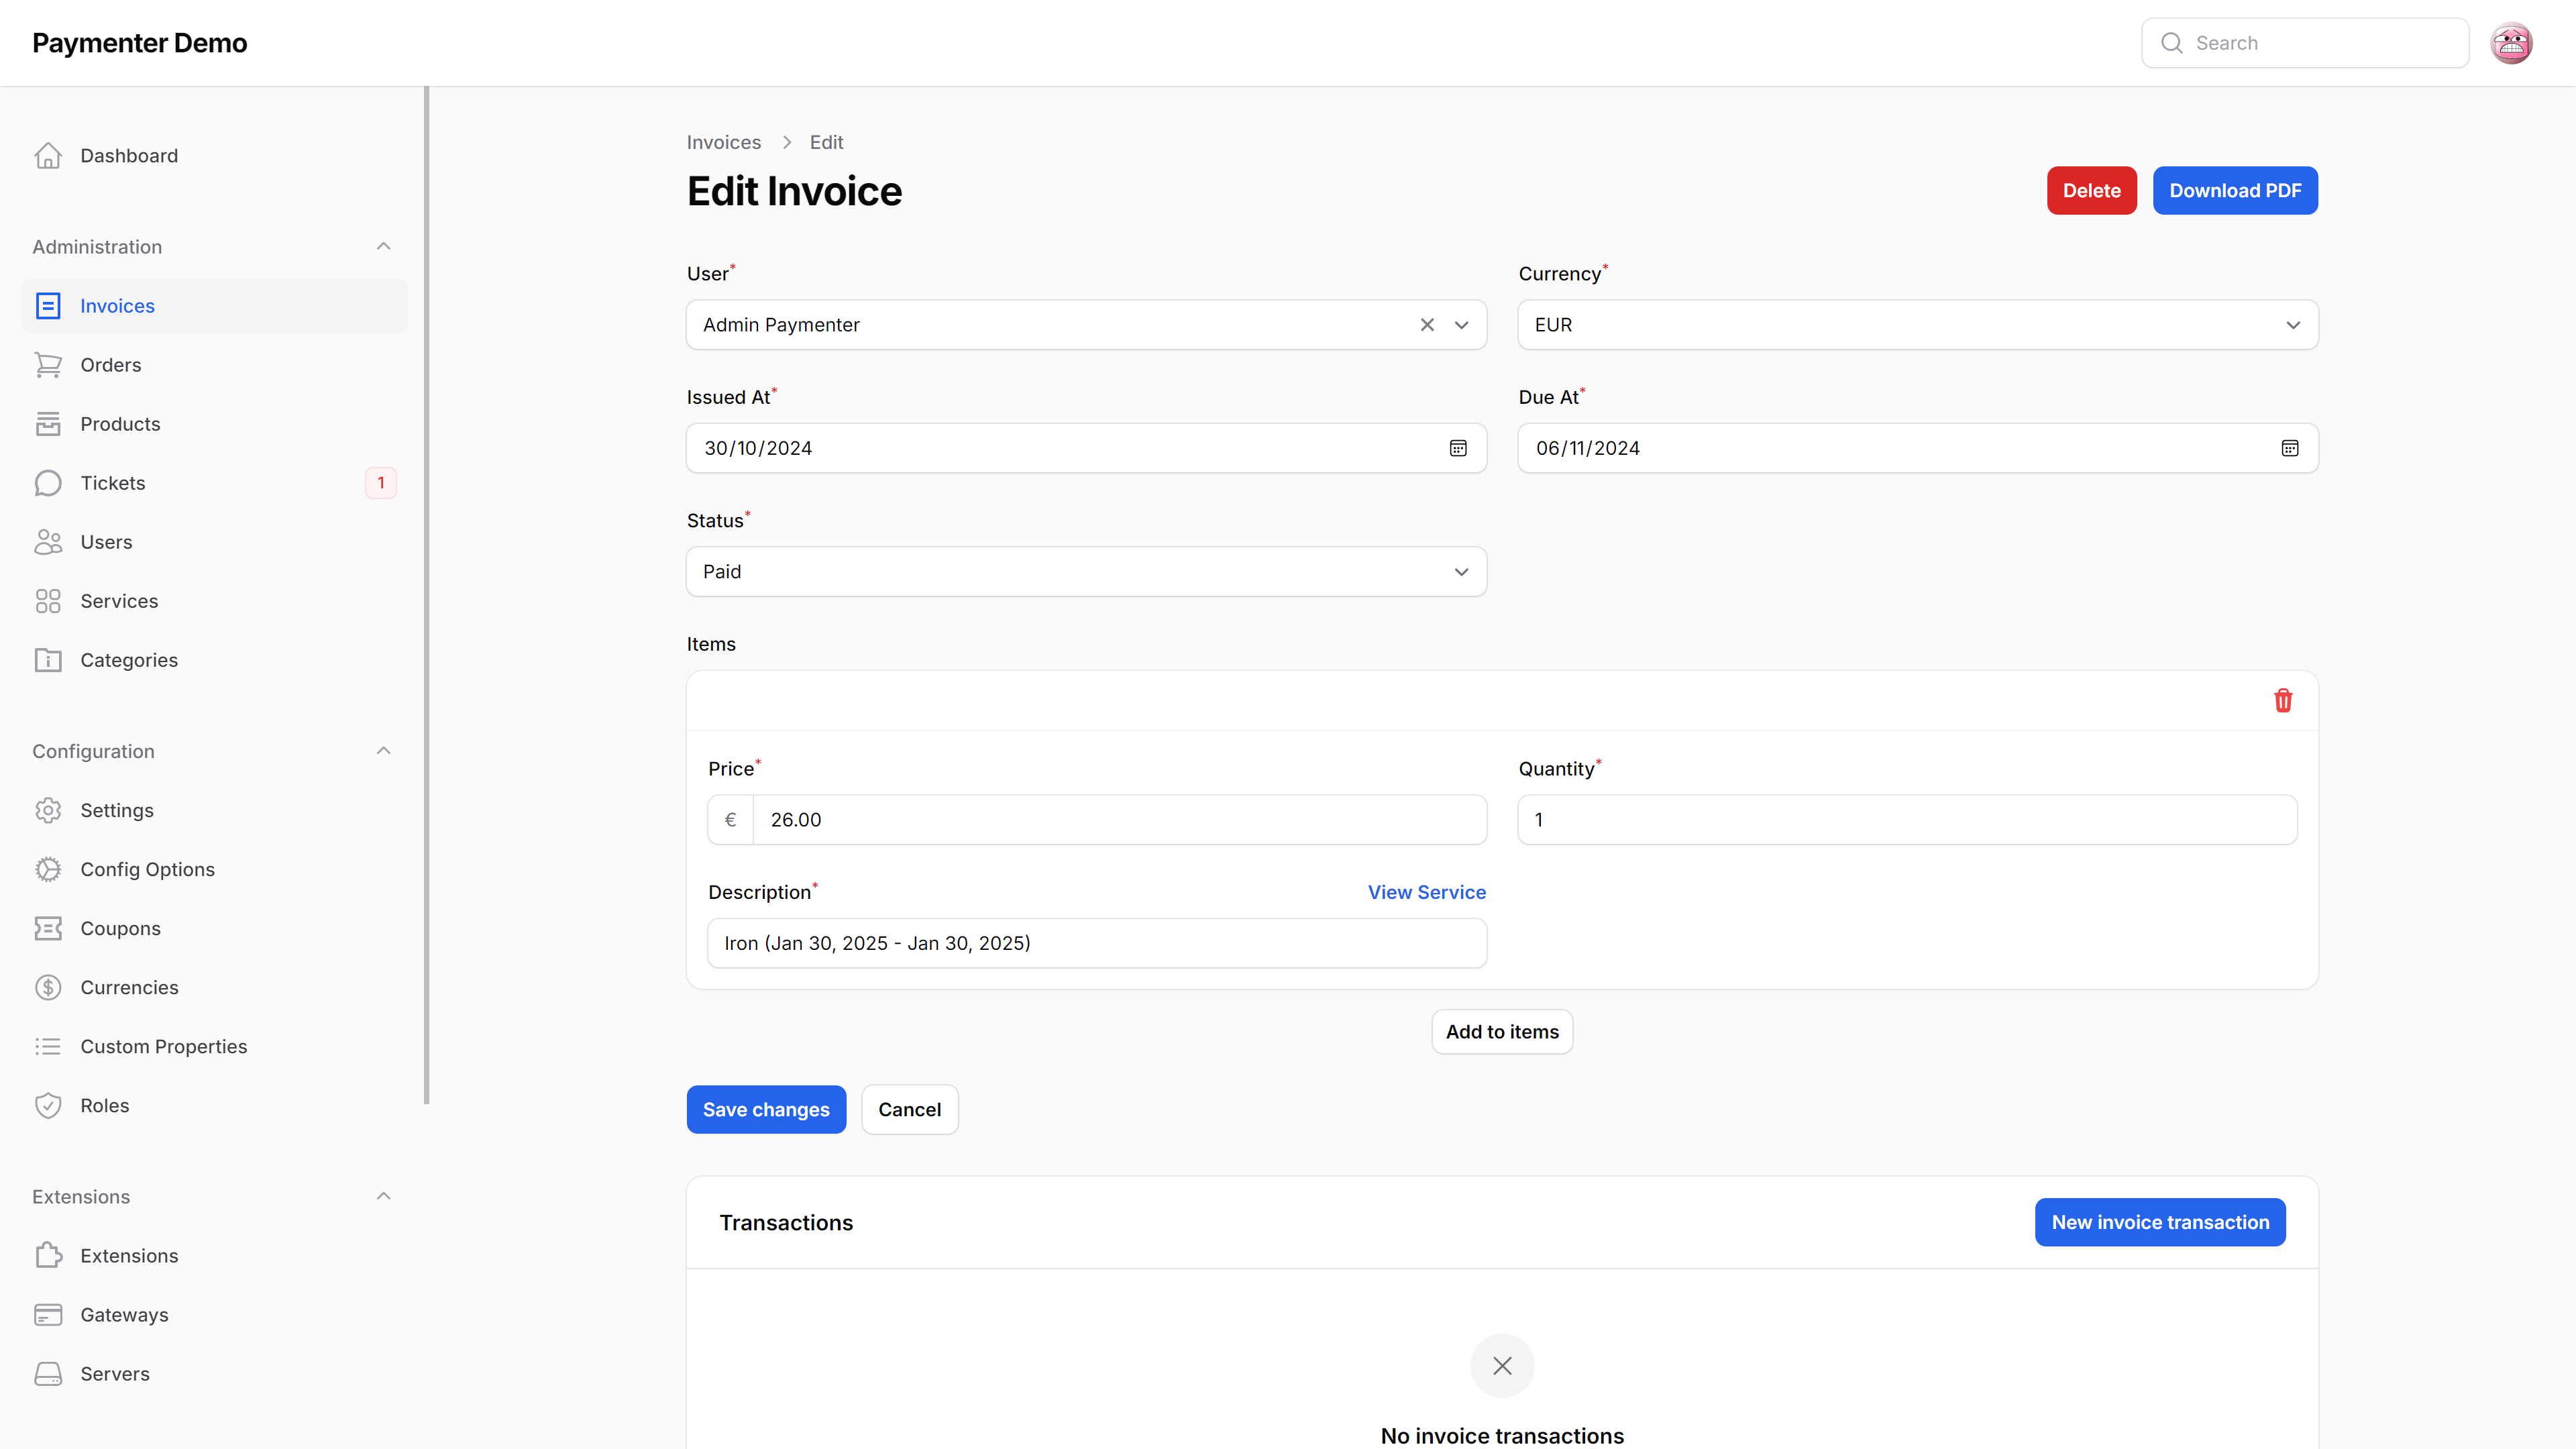 Paymenter Demo
Search
Dashboard
Administration
Invoices
Orders
Products
Tickets
1
Users
Services
Categories
Configuration
Settings
Config Options
Coupons
Currencies
Custom Properties
Roles
Extensions
Extensions
Gateways
Servers
Invoices > Edit
Edit Invoice
Delete
Download PDF
User*
Currency*
Admin Paymenter
EUR
Issued At*
Due At*
30/10/2024
06/11/2024
Status*
Paid
Items
Price*
Quantity*
€ 26.00
1
Description*
View Service
Iron (Jan 30, 2025 - Jan 30, 2025)
Add to items
Save changes
Cancel
Transactions
New invoice transaction
No invoice transactions